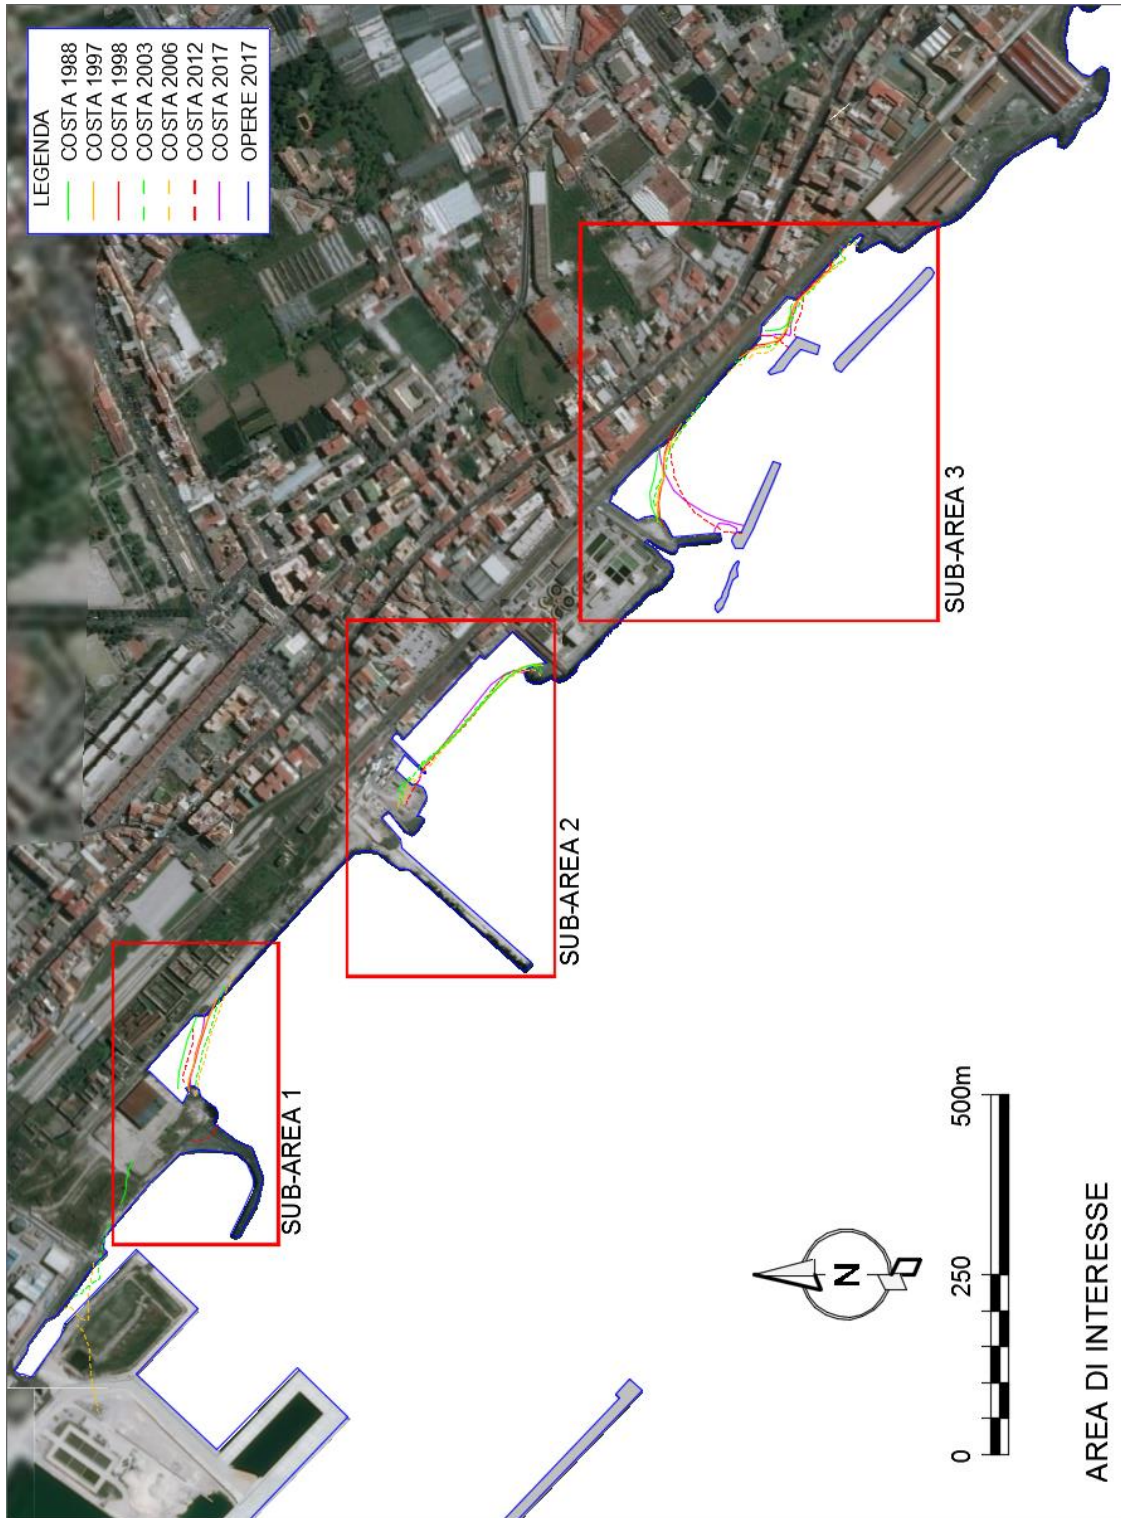 LEGENDA
COSTA 1988
COSTA 1997
COSTA 1998
COSTA 2003
COSTA 2006
COSTA 2012
COSTA 2017
OPERE 2017
SUB-AREA 1
SUB-AREA 2
SUB-AREA 3
N
0 250 500m
AREA DI INTERESSE